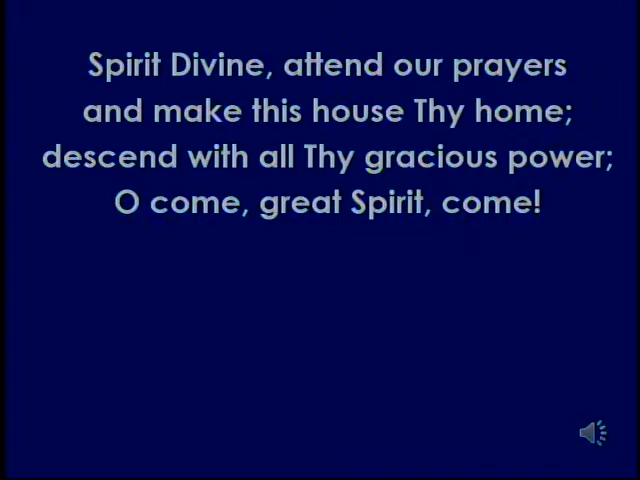 Spirit Divine, attend our prayers
and make this house Thy home;
descend with all Thy gracious power;
O come, great Spirit, come!